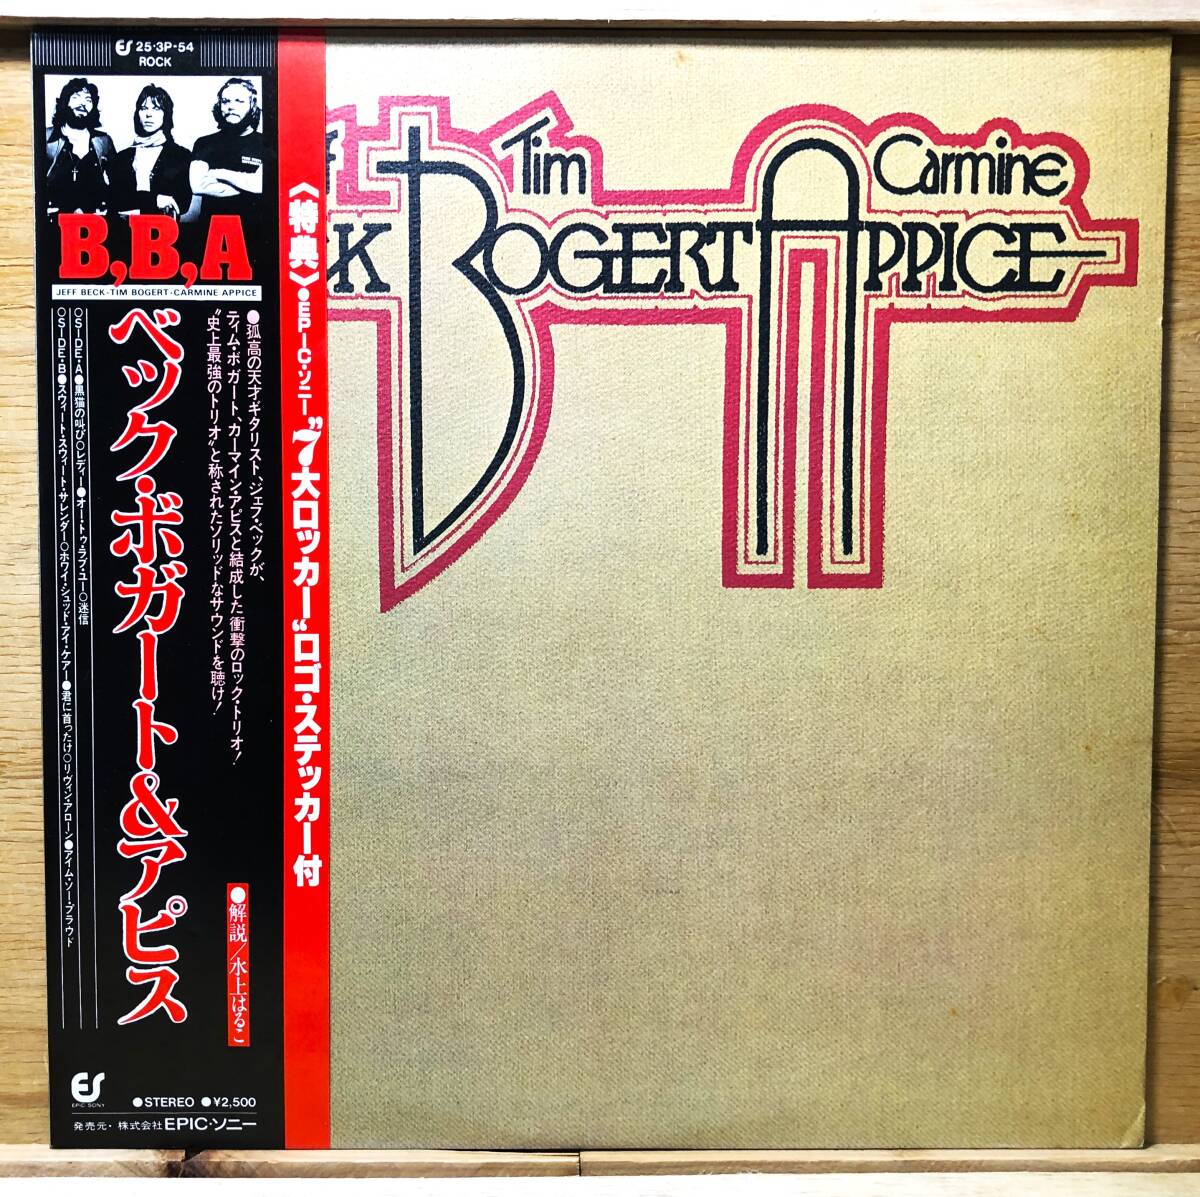 25・3P-54
ROCK
B,B,A
JEFF BECK・TIM BOGERT・CARMINE APPICE
ベック・ボガート&アピス
●孤高の天才ギタリスト、ジェフ・ベックが、
ティム・ボガート、カーマイン・アピスと結成した衝撃のロック・トリオ!
"史上最強のトリオ"と称されたソリッドなサウンドを聴け!
○SIDE・A●黒猫の叫び○レディー●オー・トゥ・ラブ・ユー○迷信
○SIDE・B●スウィート・スウィート・サレンダー○ホワイ・シュッド・アイ・ケアー●君に首ったけ○リヴィン・アローン●アイム・ソー・プラウド
●解説/水上はるこ
ES
EPIC SONY
●STEREO ●¥2,500
発売元・株式会社EPIC・ソニー
《特典》●EPIC・ソニー"7大ロッカー"ロゴ・ステッカー付
Tim
Carmine
BOGERT APPICE